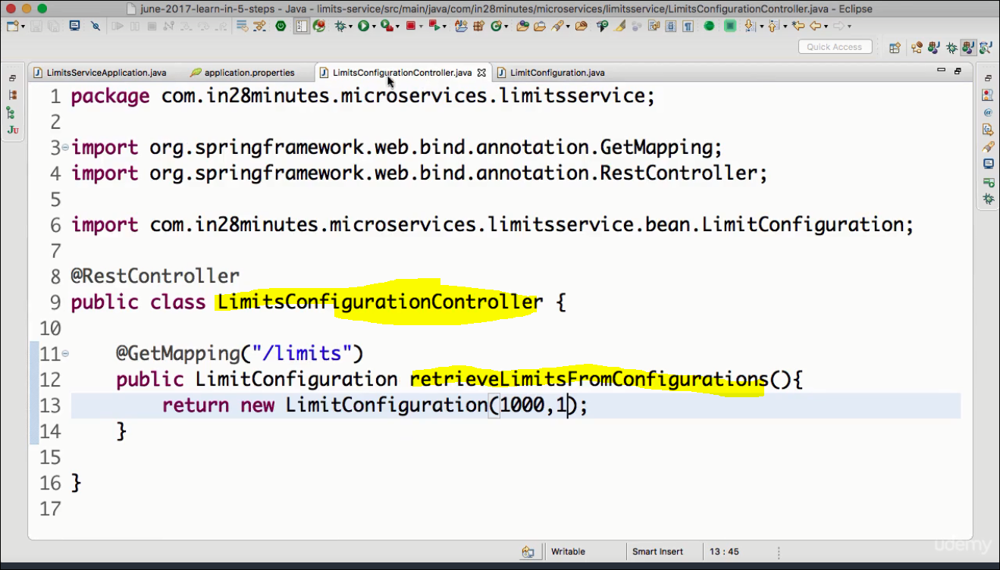 june-2017-learn-in-5-steps - Java - limits-service/src/main/java/com/in28minutes/microservices/limitsservice/LimitsConfigurationController.java - Eclipse
Quick Access
LimitsServiceApplication.java application.properties LimitsConfigurationController.java LimitConfiguration.java
1 package com.in28minutes.microservices.limitsservice;
2
3 import org.springframework.web.bind.annotation.GetMapping;
4 import org.springframework.web.bind.annotation.RestController;
5
6 import com.in28minutes.microservices.limitsservice.bean.LimitConfiguration;
7
8 @RestController
9 public class LimitsConfigurationController {
10
11 @GetMapping("/limits")
12 public LimitConfiguration retrieveLimitsFromConfigurations(){
13 return new LimitConfiguration(1000,1);
14 }
15
16 }
17
Writable Smart Insert 13 : 45
udemy